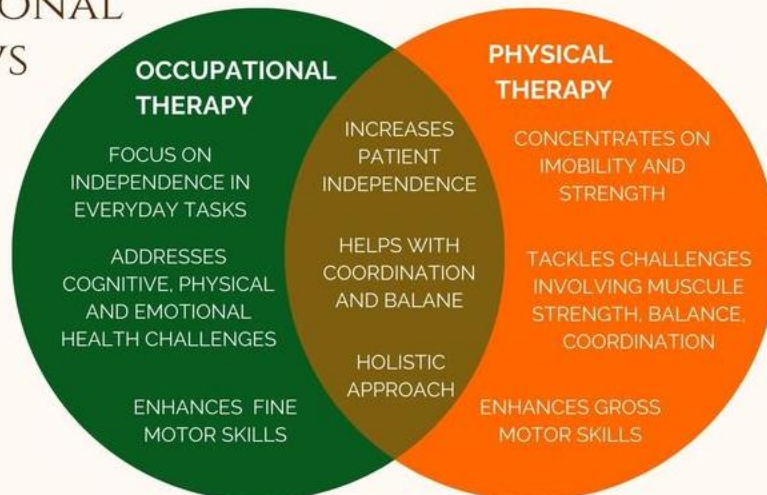 OCCUPATIONAL
THERAPY
FOCUS ON
INDEPENDENCE IN
EVERYDAY TASKS
ADDRESSES
COGNITIVE, PHYSICAL
AND EMOTIONAL
HEALTH CHALLENGES
ENHANCES FINE
MOTOR SKILLS
INCREASES
PATIENT
INDEPENDENCE
HELPS WITH
COORDINATION
AND BALANE
HOLISTIC
APPROACH
PHYSICAL
THERAPY
CONCENTRATES ON
IMOBILITY AND
STRENGTH
TACKLES CHALLENGES
INVOLVING MUSCULE
STRENGTH, BALANCE,
COORDINATION
ENHANCES GROSS
MOTOR SKILLS